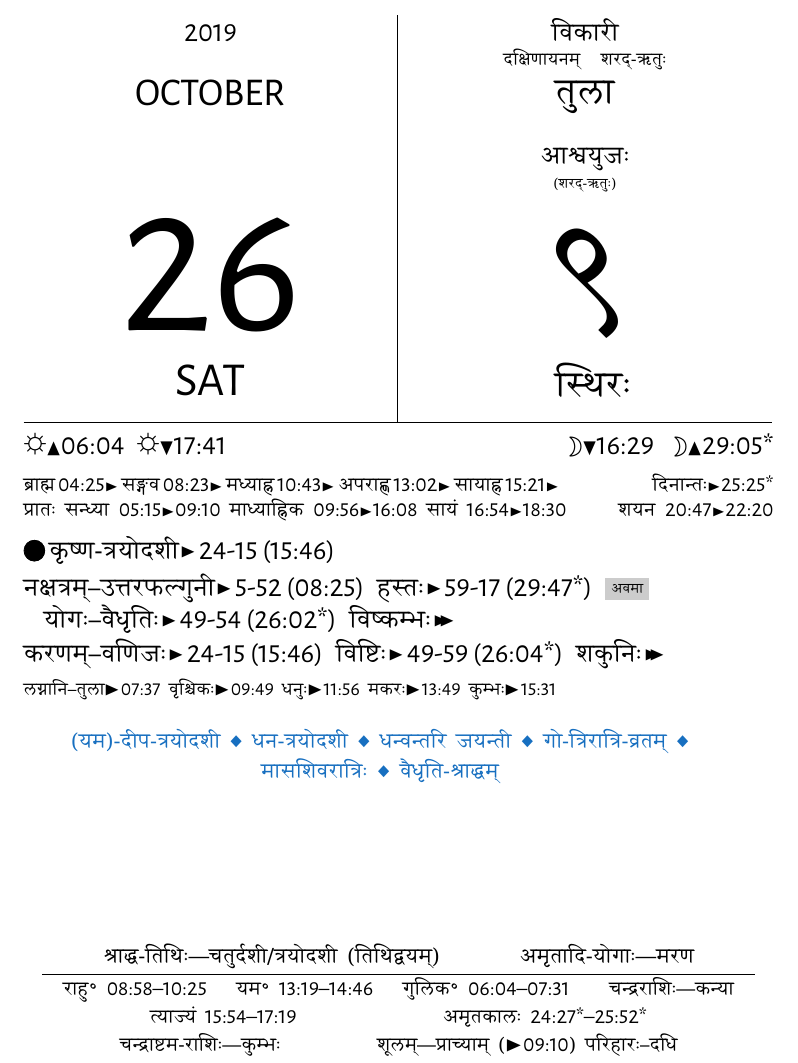 2019
OCTOBER
26
SAT
विकारी
दक्षिणायनम् शरद्-ऋतुः
तुला
आश्वयुजः
(शरद्-ऋतुः)
९
स्थिरः
☼▲06:04 ☼▼17:41 ☽▼16:29 ☽▲29:05*
ब्राह्म 04:25► सङ्गव 08:23► मध्याह्न 10:43► अपराह्ण 13:02► सायाह्न 15:21► दिनान्तः►25:25*
प्रातः सन्ध्या 05:15►09:10 माध्याह्निक 09:56►16:08 सायं 16:54►18:30 शयन 20:47►22:20
●कृष्ण-त्रयोदशी►24-15 (15:46)
नक्षत्रम्–उत्तरफल्गुनी►5-52 (08:25) हस्तः►59-17 (29:47*) अवमा
योगः–वैधृतिः►49-54 (26:02*) विष्कम्भः►►
करणम्–वणिजः►24-15 (15:46) विष्टिः►49-59 (26:04*) शकुनिः►►
लग्नानि–तुला►07:37 वृश्चिकः►09:49 धनुः►11:56 मकरः►13:49 कुम्भः►15:31
(यम)-दीप-त्रयोदशी ◆ धन-त्रयोदशी ◆ धन्वन्तरि जयन्ती ◆ गो-त्रिरात्रि-व्रतम् ◆
मासशिवरात्रिः ◆ वैधृति-श्राद्धम्
श्राद्ध-तिथिः—चतुर्दशी/त्रयोदशी (तिथिद्वयम्) अमृतादि-योगाः—मरण
राहु° 08:58–10:25 यम° 13:19–14:46 गुलिक° 06:04–07:31 चन्द्रराशिः—कन्या
त्याज्यं 15:54–17:19 अमृतकालः 24:27*–25:52*
चन्द्राष्टम-राशिः—कुम्भः शूलम्—प्राच्याम् (►09:10) परिहारः–दधि